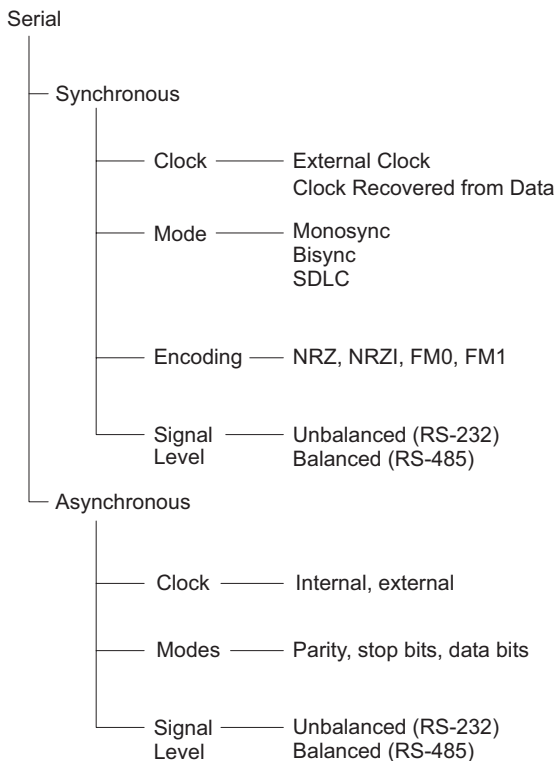 Serial
Synchronous
Clock
External Clock
Clock Recovered from Data
Mode
Monosync
Bisync
SDLC
Encoding
NRZ, NRZI, FM0, FM1
Signal
Level
Unbalanced (RS-232)
Balanced (RS-485)
Asynchronous
Clock
Internal, external
Modes
Parity, stop bits, data bits
Signal
Level
Unbalanced (RS-232)
Balanced (RS-485)